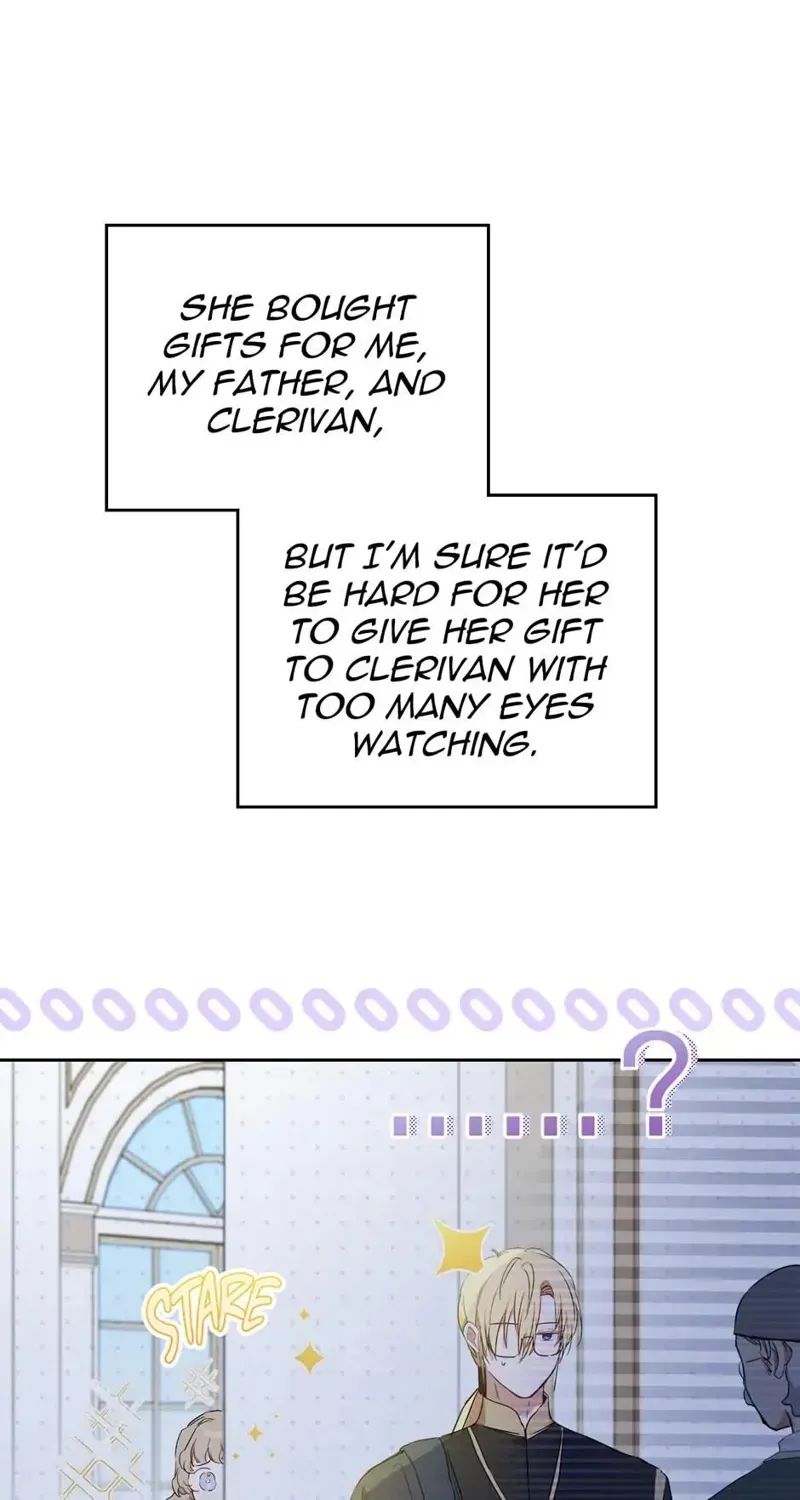 SHE BOUGHT
GIFTS FOR ME,
MY FATHER, AND
CLERIVAN,
BUT I'M SURE IT'D
BE HARD FOR HER
TO GIVE HER GIFT
TO CLERIVAN WITH
TOO MANY EYES
WATCHING.
......?
STARE